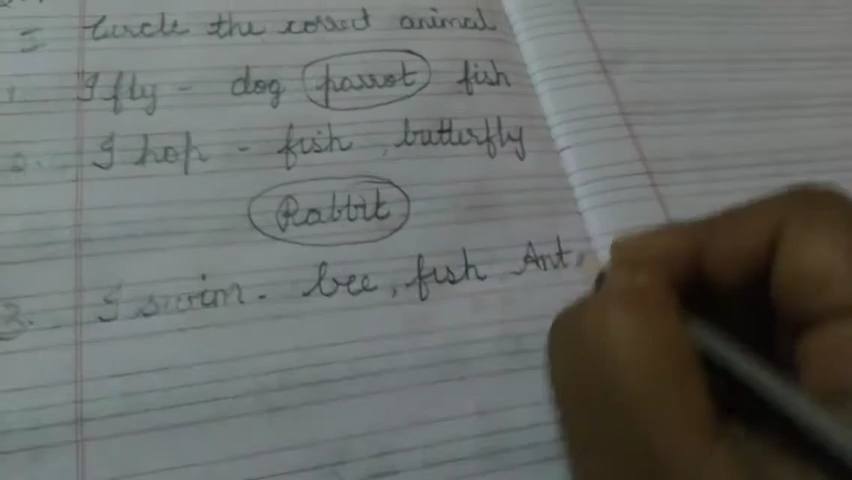 = Circle the correct animal
1. I fly - dog parrot fish
2. I hop - fish, butterfly
Rabbit
3. I swim - bee, fish Ant,